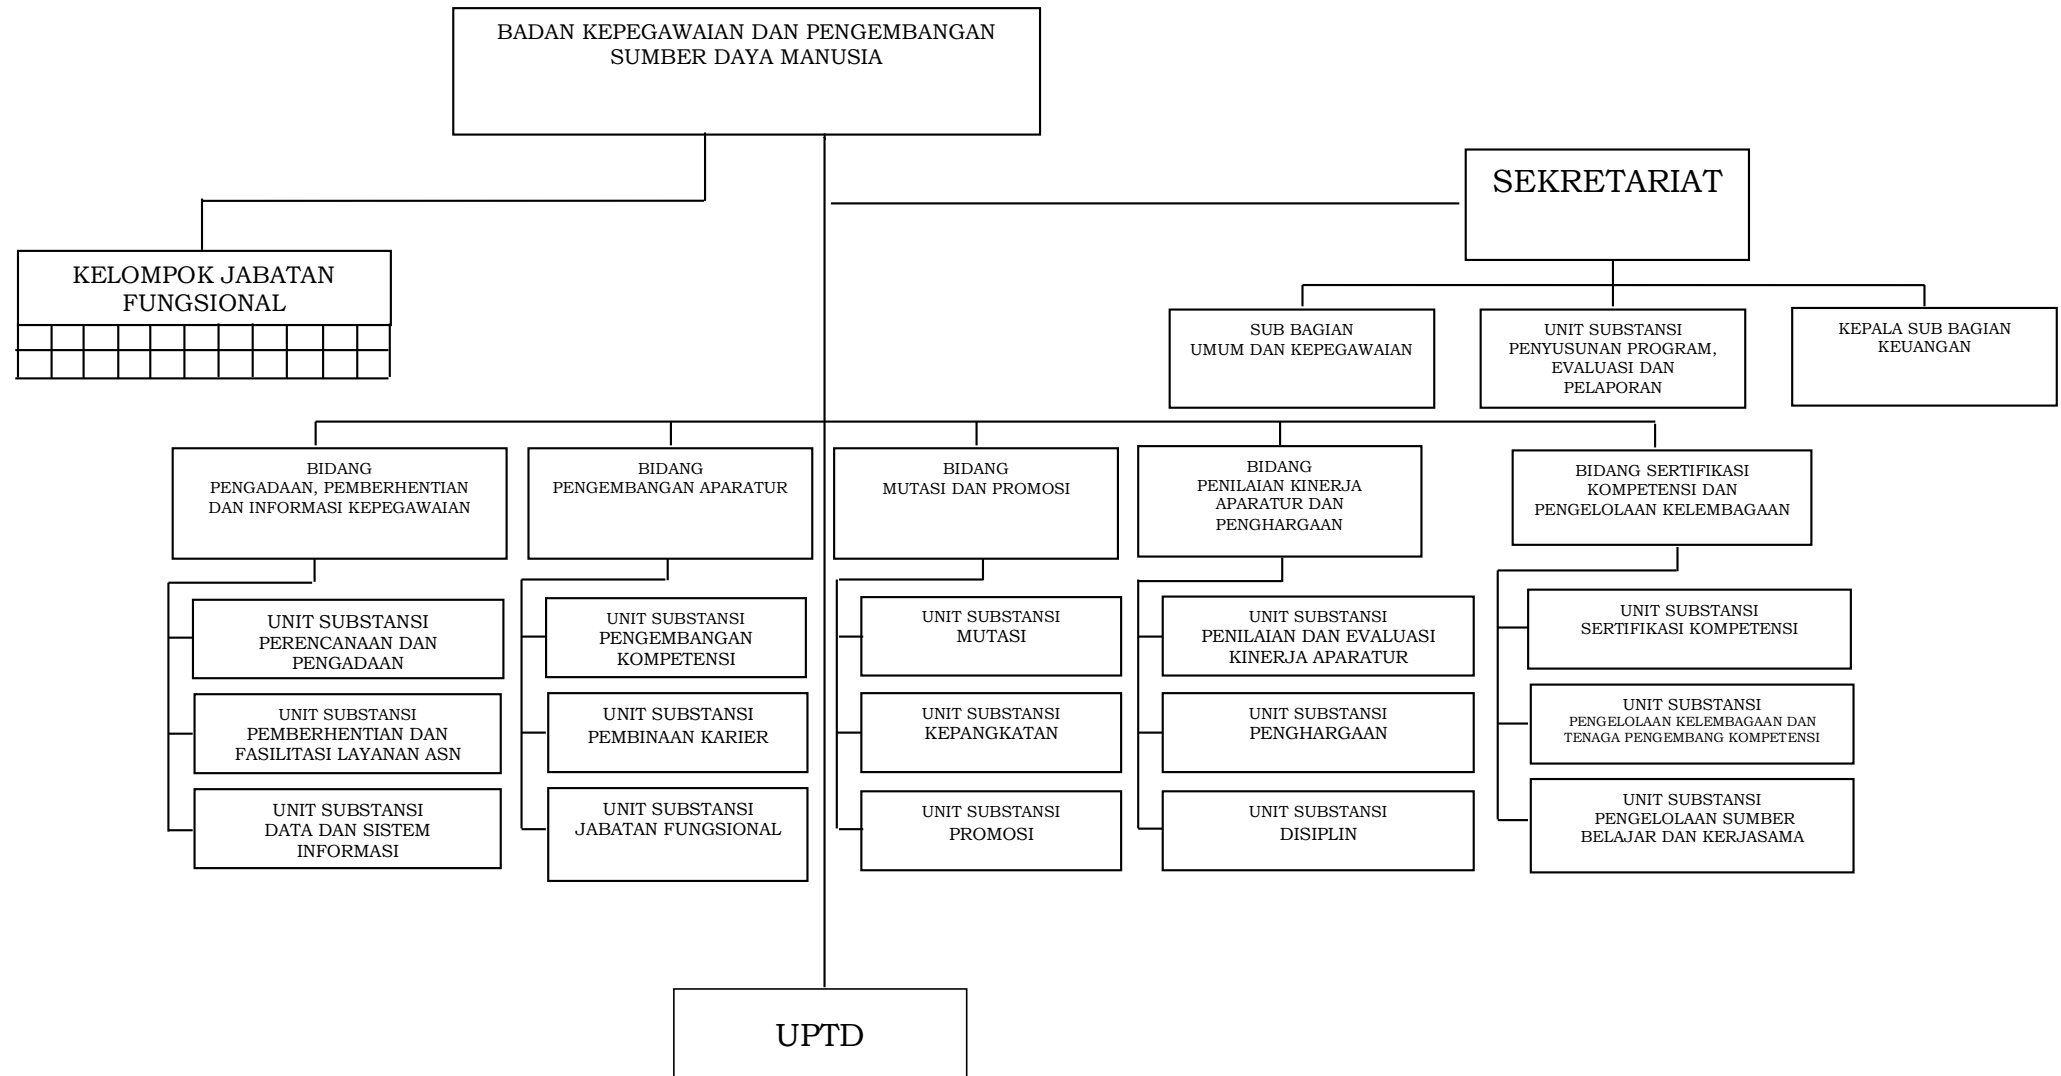 BADAN KEPEGAWAIAN DAN PENGEMBANGAN
SUMBER DAYA MANUSIA
SEKRETARIAT
KELOMPOK JABATAN
FUNGSIONAL
SUB BAGIAN
UMUM DAN KEPEGAWAIAN
UNIT SUBSTANSI
PENYUSUNAN PROGRAM,
EVALUASI DAN
PELAPORAN
KEPALA SUB BAGIAN
KEUANGAN
BIDANG
PENGADAAN, PEMBERHENTIAN
DAN INFORMASI KEPEGAWAIAN
BIDANG
PENGEMBANGAN APARATUR
BIDANG
MUTASI DAN PROMOSI
BIDANG
PENILAIAN KINERJA
APARATUR DAN
PENGHARGAAN
BIDANG SERTIFIKASI
KOMPETENSI DAN
PENGELOLAAN KELEMBAGAAN
UNIT SUBSTANSI
PERENCANAAN DAN
PENGADAAN
UNIT SUBSTANSI
PENGEMBANGAN
KOMPETENSI
UNIT SUBSTANSI
MUTASI
UNIT SUBSTANSI
PENILAIAN DAN EVALUASI
KINERJA APARATUR
UNIT SUBSTANSI
SERTIFIKASI KOMPETENSI
UNIT SUBSTANSI
PEMBERHENTIAN DAN
FASILITASI LAYANAN ASN
UNIT SUBSTANSI
PEMBINAAN KARIER
UNIT SUBSTANSI
KEPANGKATAN
UNIT SUBSTANSI
PENGHARGAAN
UNIT SUBSTANSI
PENGELOLAAN KELEMBAGAAN DAN
TENAGA PENGEMBANG KOMPETENSI
UNIT SUBSTANSI
DATA DAN SISTEM
INFORMASI
UNIT SUBSTANSI
JABATAN FUNGSIONAL
UNIT SUBSTANSI
PROMOSI
UNIT SUBSTANSI
DISIPLIN
UNIT SUBSTANSI
PENGELOLAAN SUMBER
BELAJAR DAN KERJASAMA
UPTD